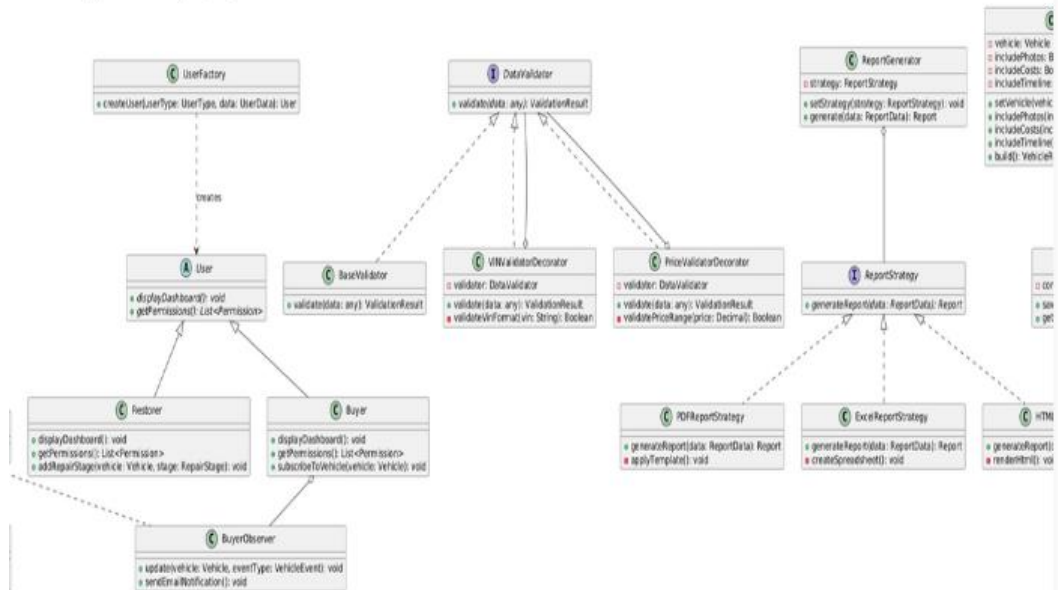 UserFactory
createUser(userType: UserType, data: UserData): User
creates
User
displayDashboard(): void
getPermissions(): List<Permission>
Restorer
displayDashboard(): void
getPermissions(): List<Permission>
addRepairStage(vehicle: Vehicle, stage: RepairStage): void
Buyer
displayDashboard(): void
getPermissions(): List<Permission>
subscribeToVehicle(vehicle: Vehicle): void
BuyerObserver
update(vehicle: Vehicle, eventType: VehicleEvent): void
sendEmailNotification(): void
DataValidator
validate(data: any): ValidationResult
BaseValidator
validate(data: any): ValidationResult
VINValidatorDecorator
validator: DataValidator
validate(data: any): ValidationResult
validateVinFormat(vin: String): Boolean
PriceValidatorDecorator
validator: DataValidator
validate(data: any): ValidationResult
validatePriceRange(price: Decimal): Boolean
ReportGenerator
strategy: ReportStrategy
setStrategy(strategy: ReportStrategy): void
generate(data: ReportData): Report
ReportStrategy
generateReport(data: ReportData): Report
PDFReportStrategy
generateReport(data: ReportData): Report
applyTemplate(): void
ExcelReportStrategy
generateReport(data: ReportData): Report
createSpreadsheet(): void
HTML
generateReport(
renderHtml(): voi
vehicle: Vehicle
includePhotos: B
includeCosts: Bo
includeTimeline:
setVehicle(vehic
includePhotos(in
includeCosts(inc
includeTimeline(
build(): VehicleR